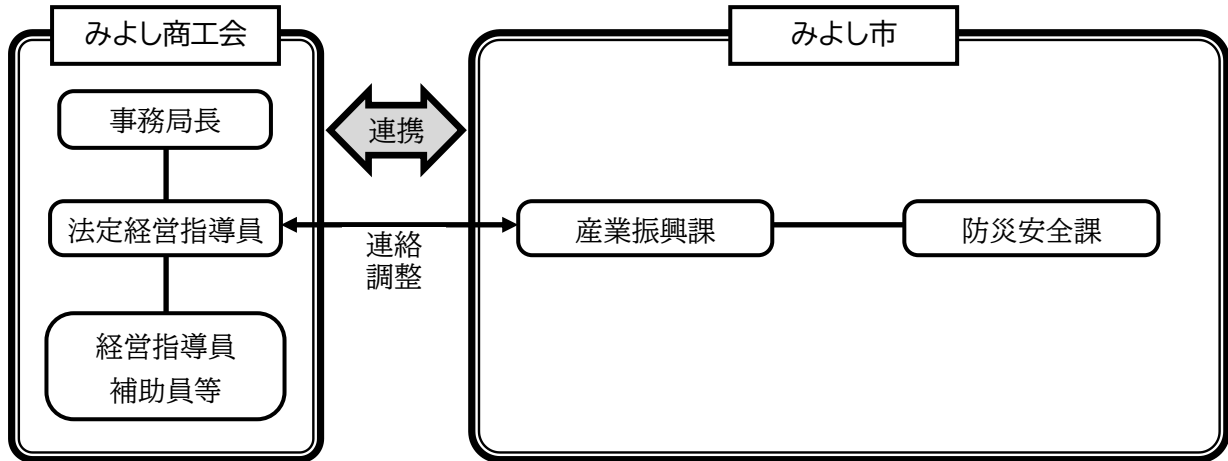 みよし商工会
みよし市
事務局長
連携
法定経営指導員
連絡
調整
産業振興課
防災安全課
経営指導員
補助員等